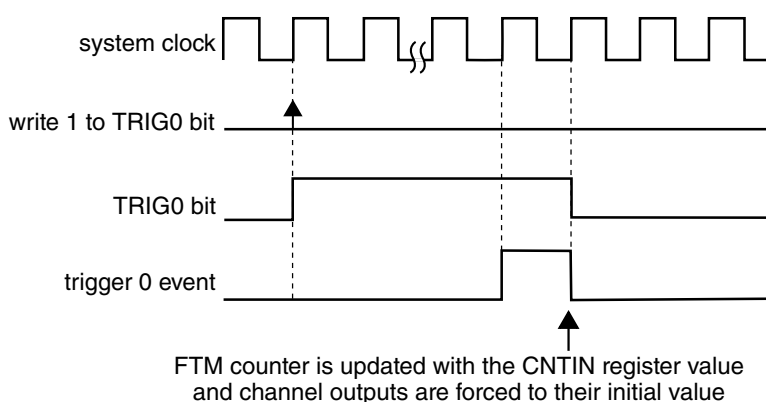 system clock
write 1 to TRIG0 bit
TRIG0 bit
trigger 0 event
FTM counter is updated with the CNTIN register value
and channel outputs are forced to their initial value